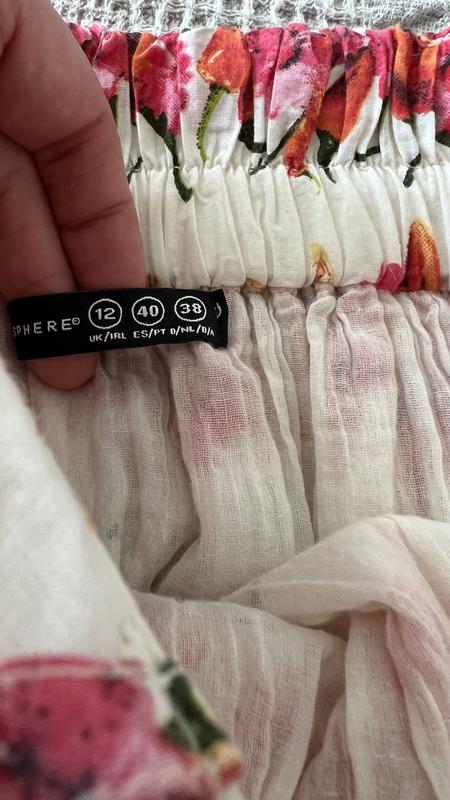 SPHERE© 12 40 38
UK/IRL ES/PT D/NL/B/A